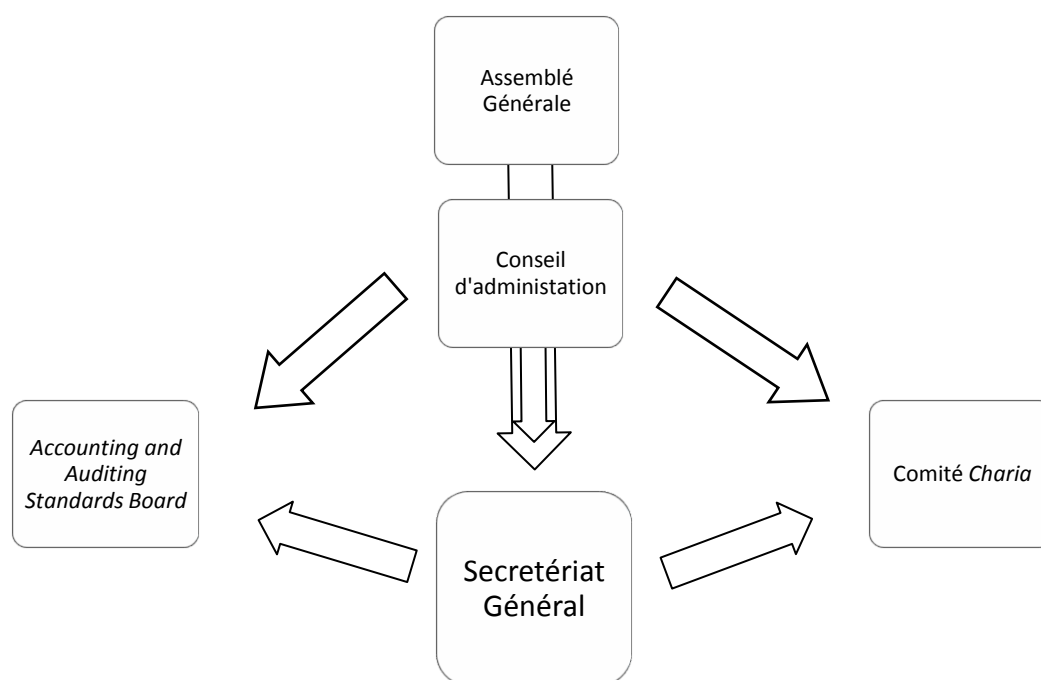 Assemblé
Générale
Conseil
d'administation
Accounting and
Auditing
Standards Board
Comité Charia
Secretériat
Général